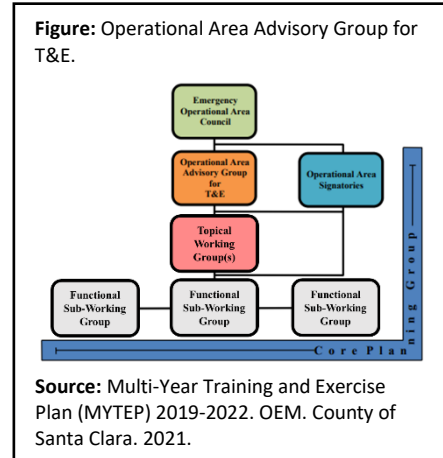 Figure: Operational Area Advisory Group for
T&E.
Emergency
Operational Area
Council
Operational Area
Advisory Group
for
T&E
Operational Area
Signatories
Topical
Working
Group(s)
Functional
Sub-Working
Group
Functional
Sub-Working
Group
Functional
Sub-Working
Group
Core Plan
ning Group
Source: Multi-Year Training and Exercise
Plan (MYTEP) 2019-2022. OEM. County of
Santa Clara. 2021.